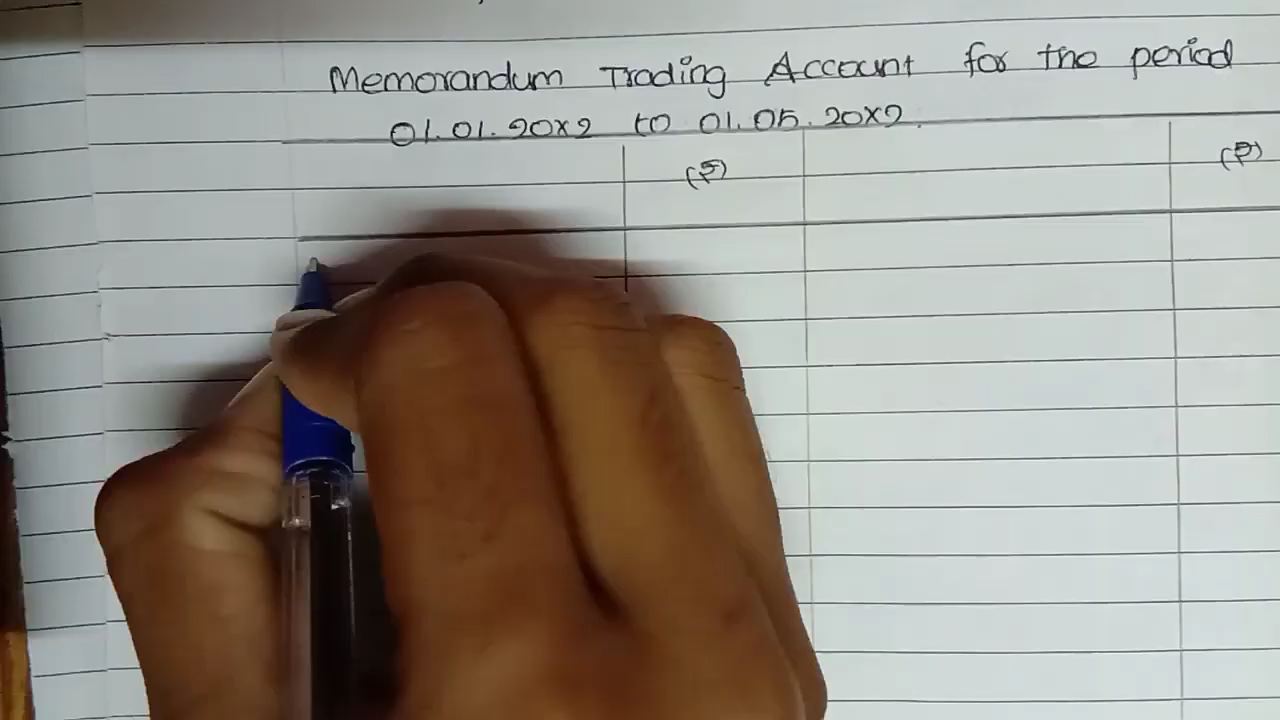 Memorandum Trading Account for the period
01.01.20x2 to 01.05.20x2.
(₹) (₹)